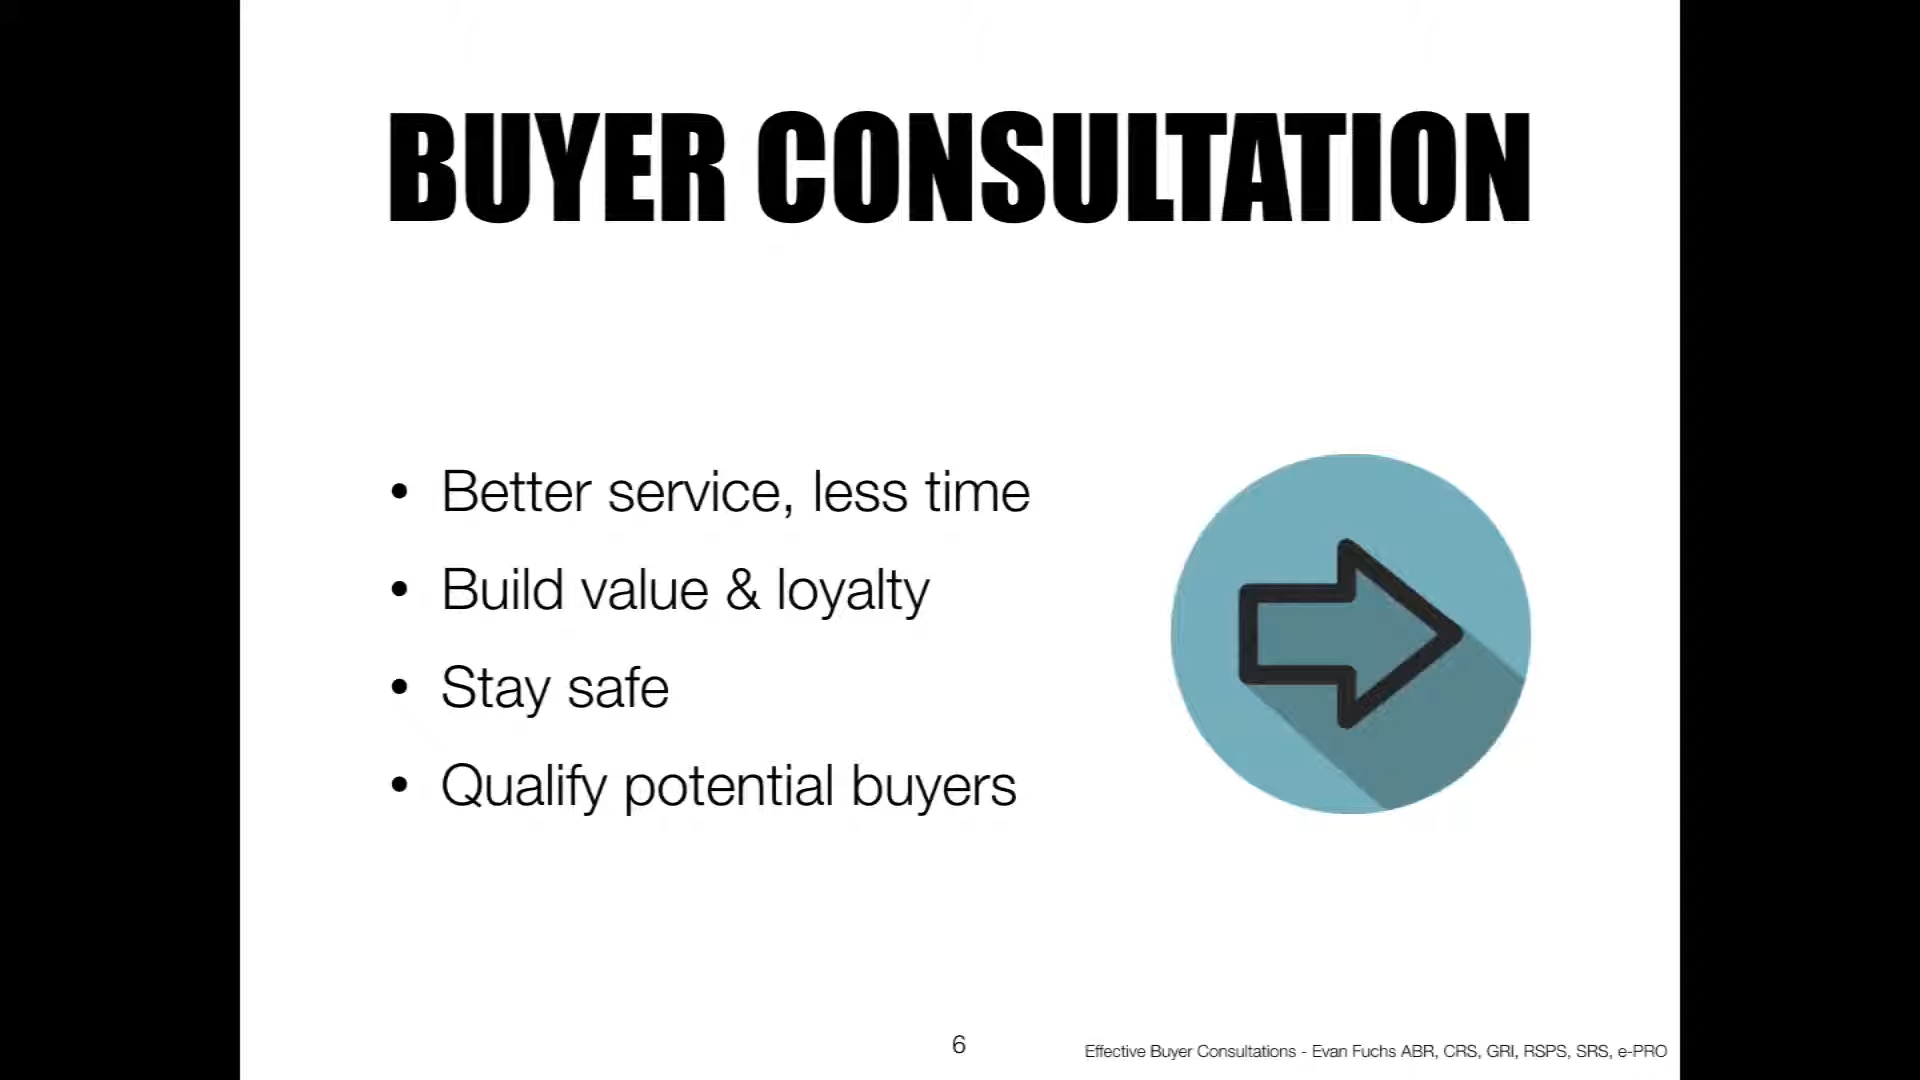 BUYER CONSULTATION
• Better service, less time
• Build value & loyalty
• Stay safe
• Qualify potential buyers
6
Effective Buyer Consultations - Evan Fuchs ABR, CRS, GRI, RSPS, SRS, e-PRO